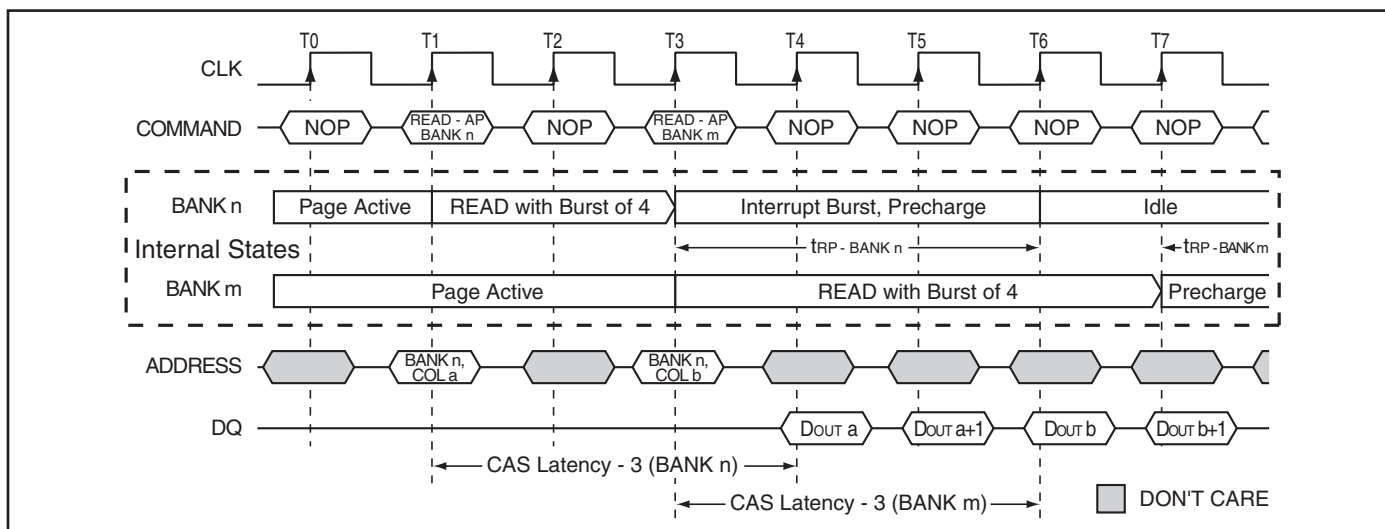 T0 T1 T2 T3 T4 T5 T6 T7
CLK
COMMAND NOP READ - AP BANK n NOP READ - AP BANK m NOP NOP NOP NOP
BANK n Page Active READ with Burst of 4 Interrupt Burst, Precharge Idle
Internal States tRP - BANK n tRP - BANK m
BANK m Page Active READ with Burst of 4 Precharge
ADDRESS BANK n, COL a BANK n, COL b
DQ DOUT a DOUT a+1 DOUT b DOUT b+1
CAS Latency - 3 (BANK n)
CAS Latency - 3 (BANK m) DON'T CARE